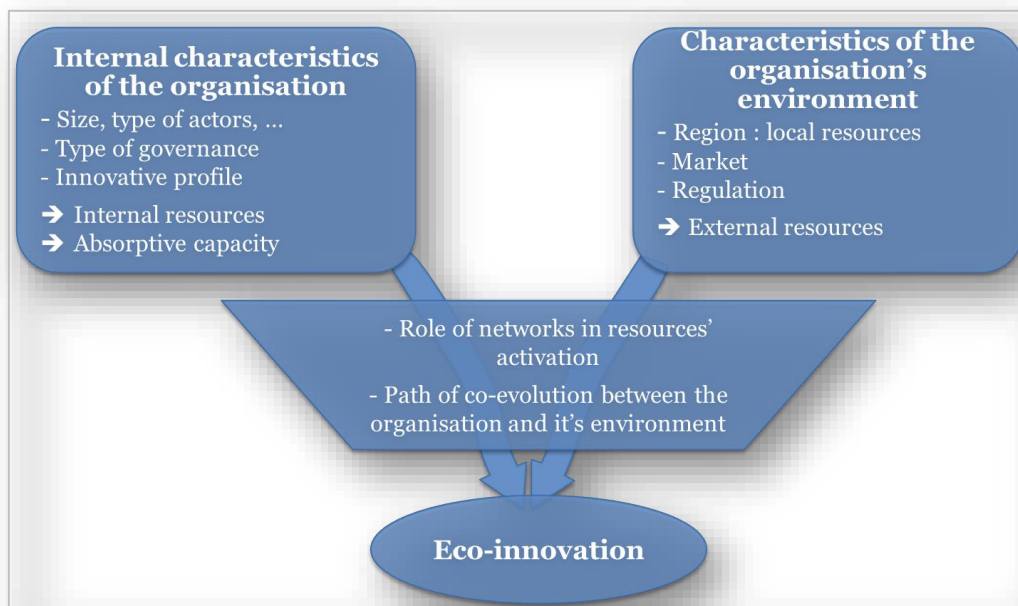 Internal characteristics
of the organisation
- Size, type of actors, ...
- Type of governance
- Innovative profile
➔ Internal resources
➔ Absorptive capacity
Characteristics of the
organisation’s
environment
- Region : local resources
- Market
- Regulation
➔ External resources
- Role of networks in resources’
activation
- Path of co-evolution between the
organisation and it’s environment
Eco-innovation